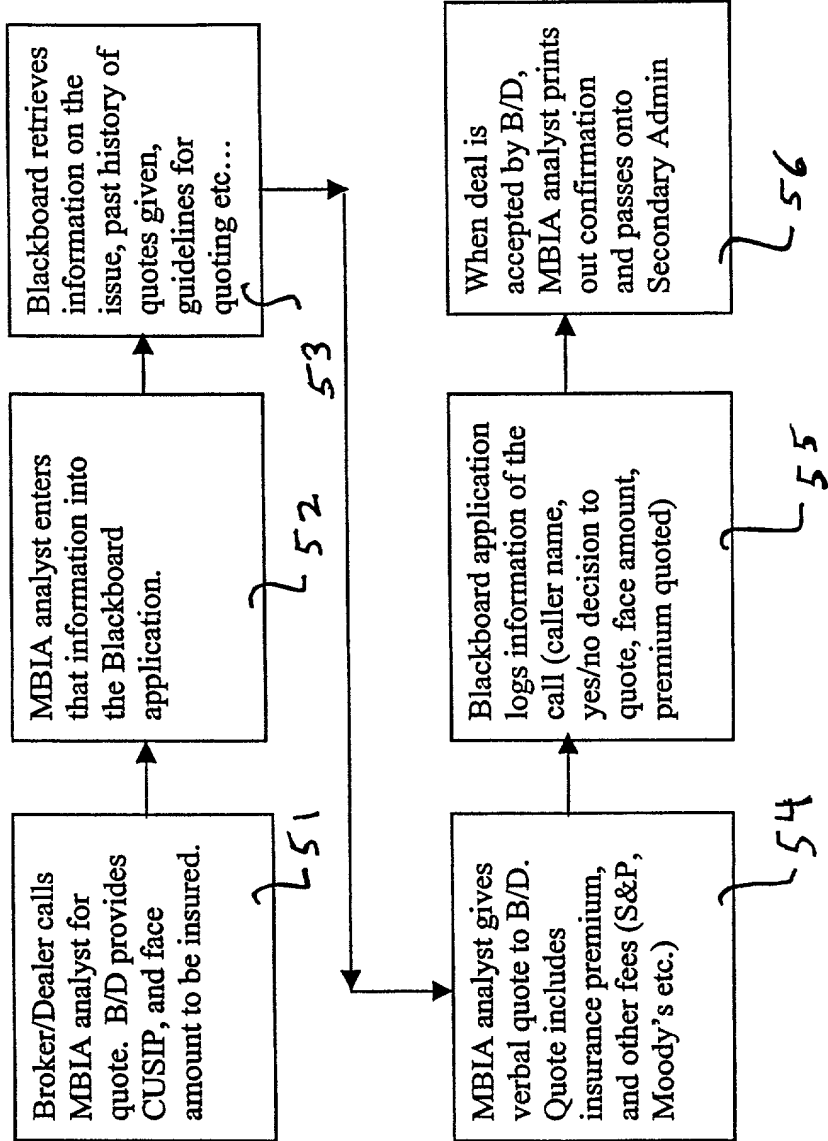 Broker/Dealer calls
MBIA analyst for
quote. B/D provides
CUSIP, and face
amount to be insured.
51
MBIA analyst enters
that information into
the Blackboard
application.
52
Blackboard retrieves
information on the
issue, past history of
quotes given,
guidelines for
quoting etc...
53
MBIA analyst gives
verbal quote to B/D.
Quote includes
insurance premium,
and other fees (S&P,
Moody's etc.)
54
Blackboard application
logs information of the
call (caller name,
yes/no decision to
quote, face amount,
premium quoted)
55
When deal is
accepted by B/D,
MBIA analyst prints
out confirmation
and passes onto
Secondary Admin
56